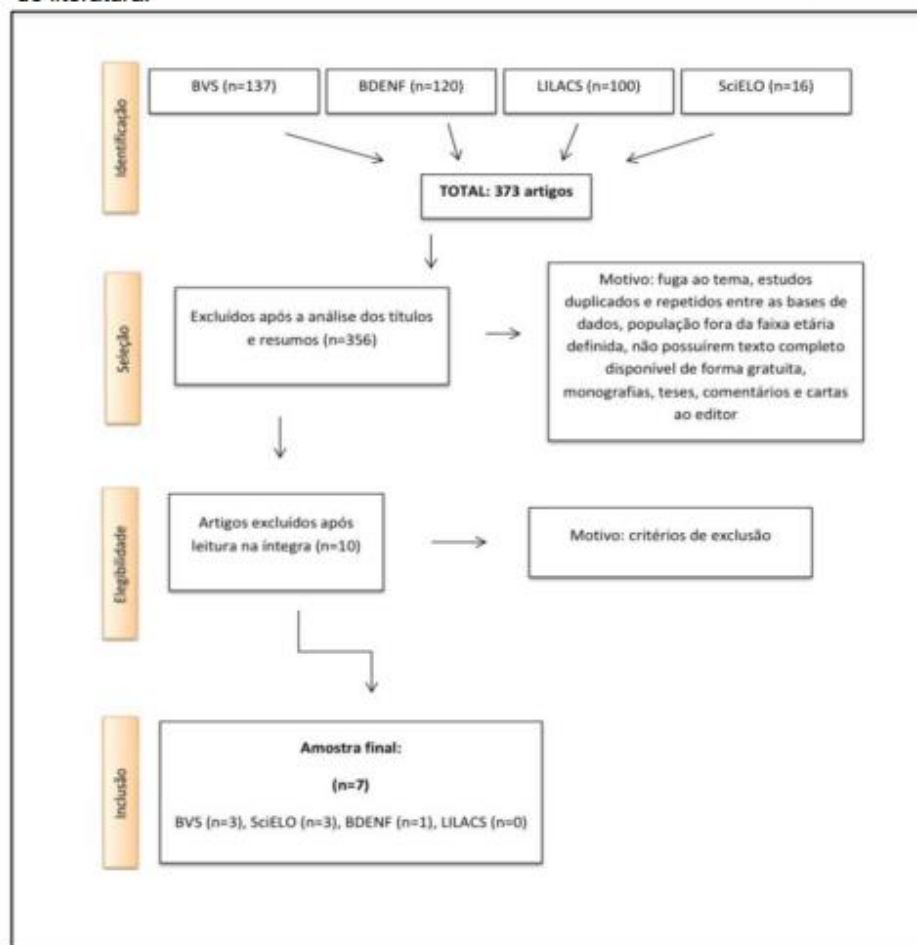 de literatura.
Identificação
BVS (n=137)
BDENF (n=120)
LILACS (n=100)
SciELO (n=16)
TOTAL: 373 artigos
Seleção
Excluídos após a análise dos títulos
e resumos (n=356)
Motivo: fuga ao tema, estudos
duplicados e repetidos entre as bases de
dados, população fora da faixa etária
definida, não possuírem texto completo
disponível de forma gratuita,
monografias, teses, comentários e cartas
ao editor
Elegibilidade
Artigos excluídos após
leitura na íntegra (n=10)
Motivo: critérios de exclusão
Inclusão
Amostra final:
(n=7)
BVS (n=3), SciELO (n=3), BDENF (n=1), LILACS (n=0)